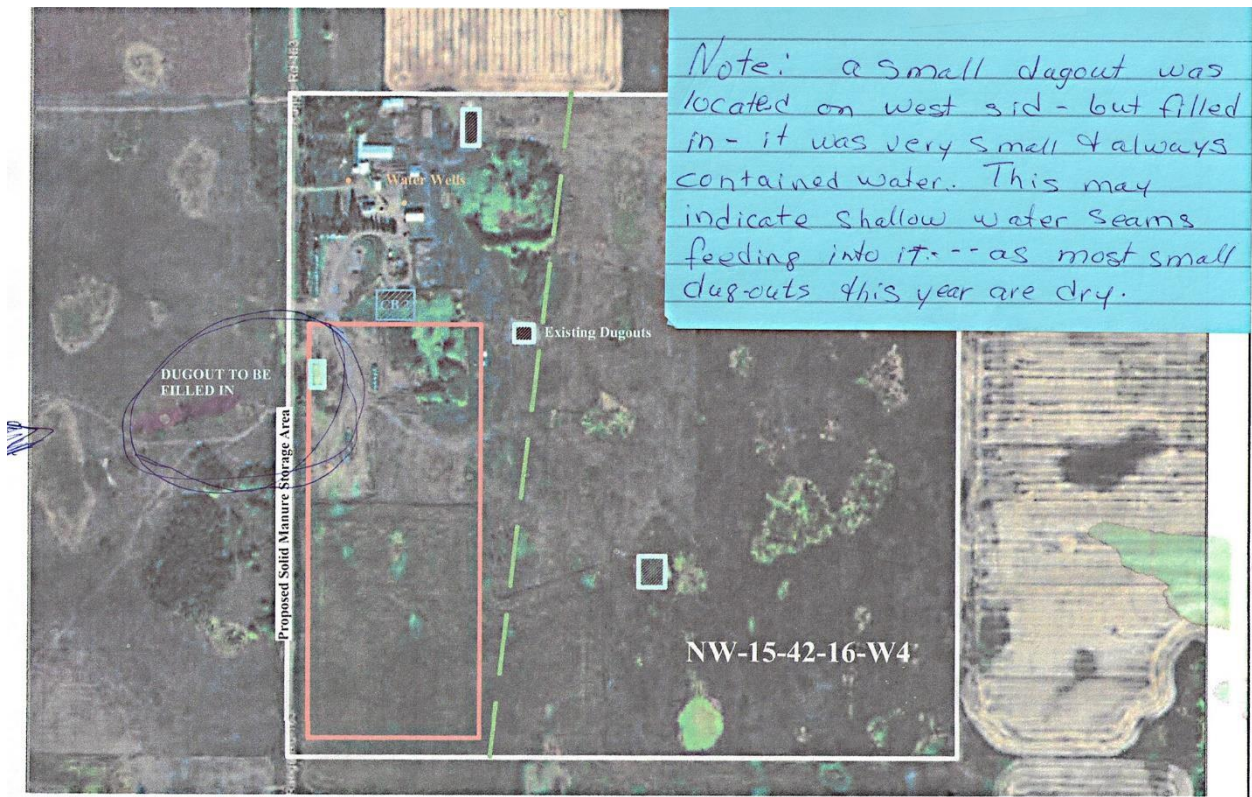 Note: a small dugout was
located on west sid - but filled
in - it was very small & always
contained water. This may
indicate shallow water seams
feeding into it. -- as most small
dug-outs this year are dry.
Water Wells
CB 2
Existing Dugouts
DUGOUT TO BE
FILLED IN
Proposed Solid Manure Storage Area
NW-15-42-16-W4